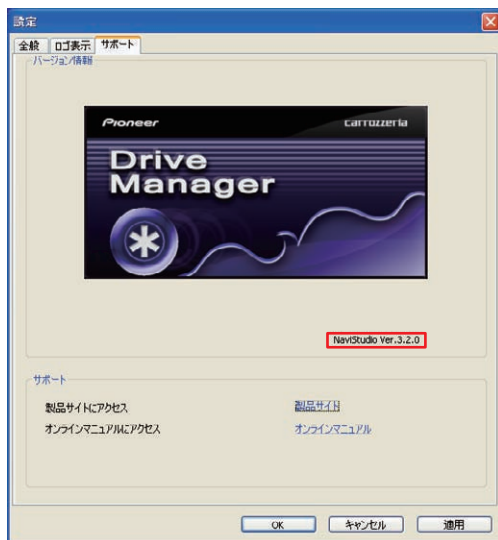 設定
全般 ロゴ表示 サポート
バージョン情報
Pioneer carrozzeria
Drive
Manager
NaviStudio Ver.3.2.0
サポート
製品サイトにアクセス 製品サイト
オンラインマニュアルにアクセス オンラインマニュアル
OK キャンセル 適用